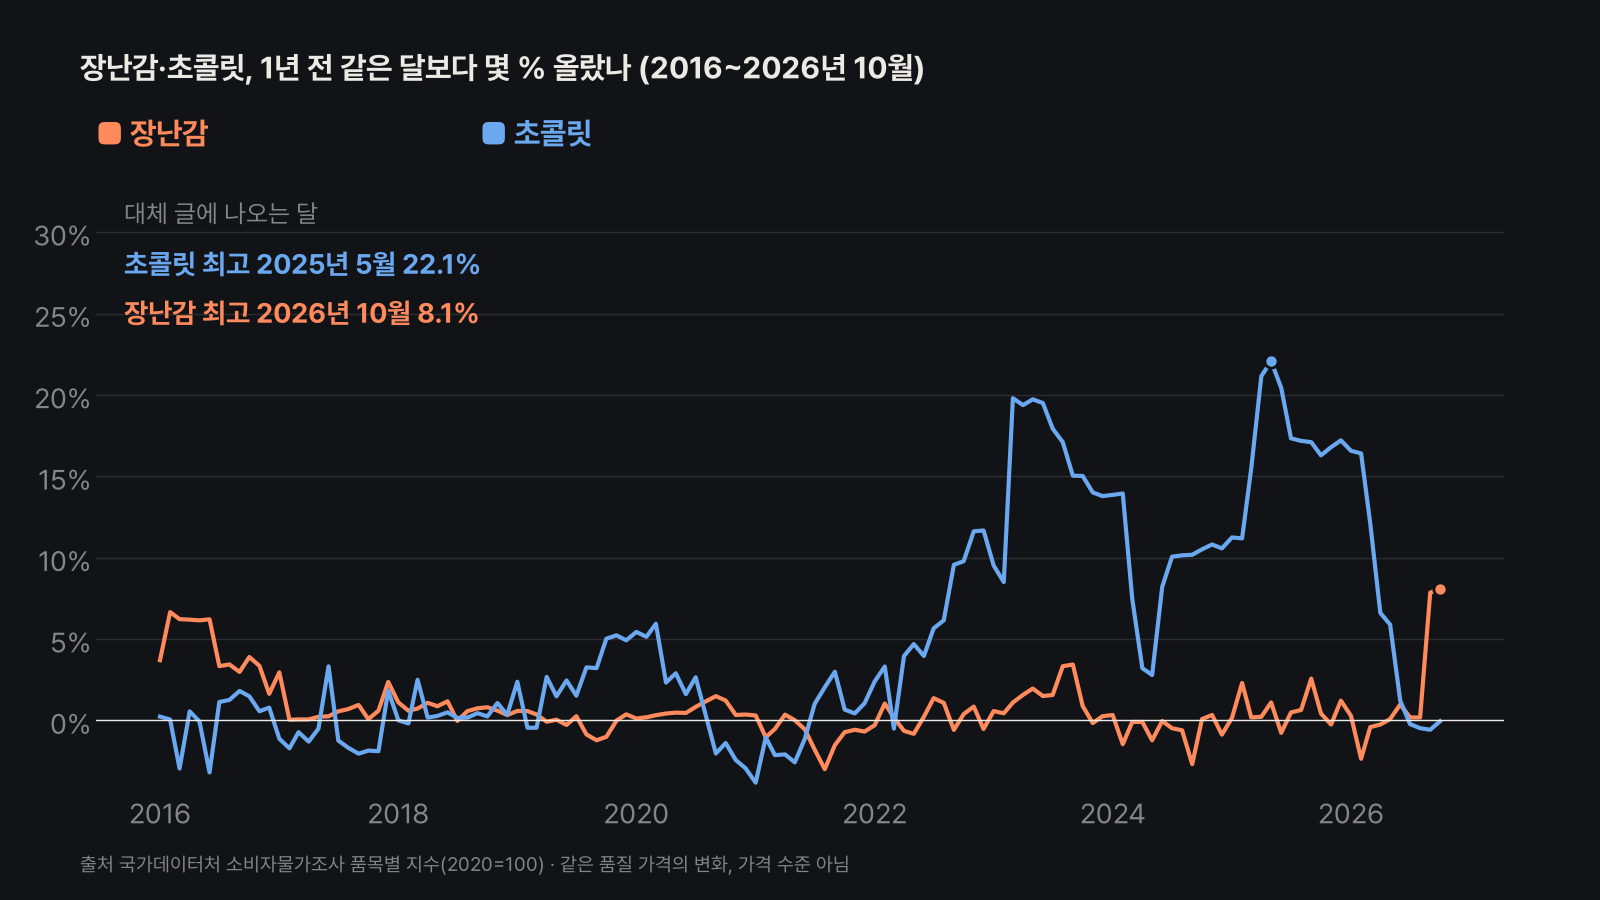 장난감·초콜릿, 1년 전 같은 달보다 몇 % 올랐나 (2016~2026년 10월)
장난감 초콜릿
대체 글에 나오는 달
30%
초콜릿 최고 2025년 5월 22.1%
장난감 최고 2026년 10월 8.1%
25%
20%
15%
10%
5%
0%
2016 2018 2020 2022 2024 2026
출처 국가데이터처 소비자물가조사 품목별 지수(2020=100) · 같은 품질 가격의 변화, 가격 수준 아님